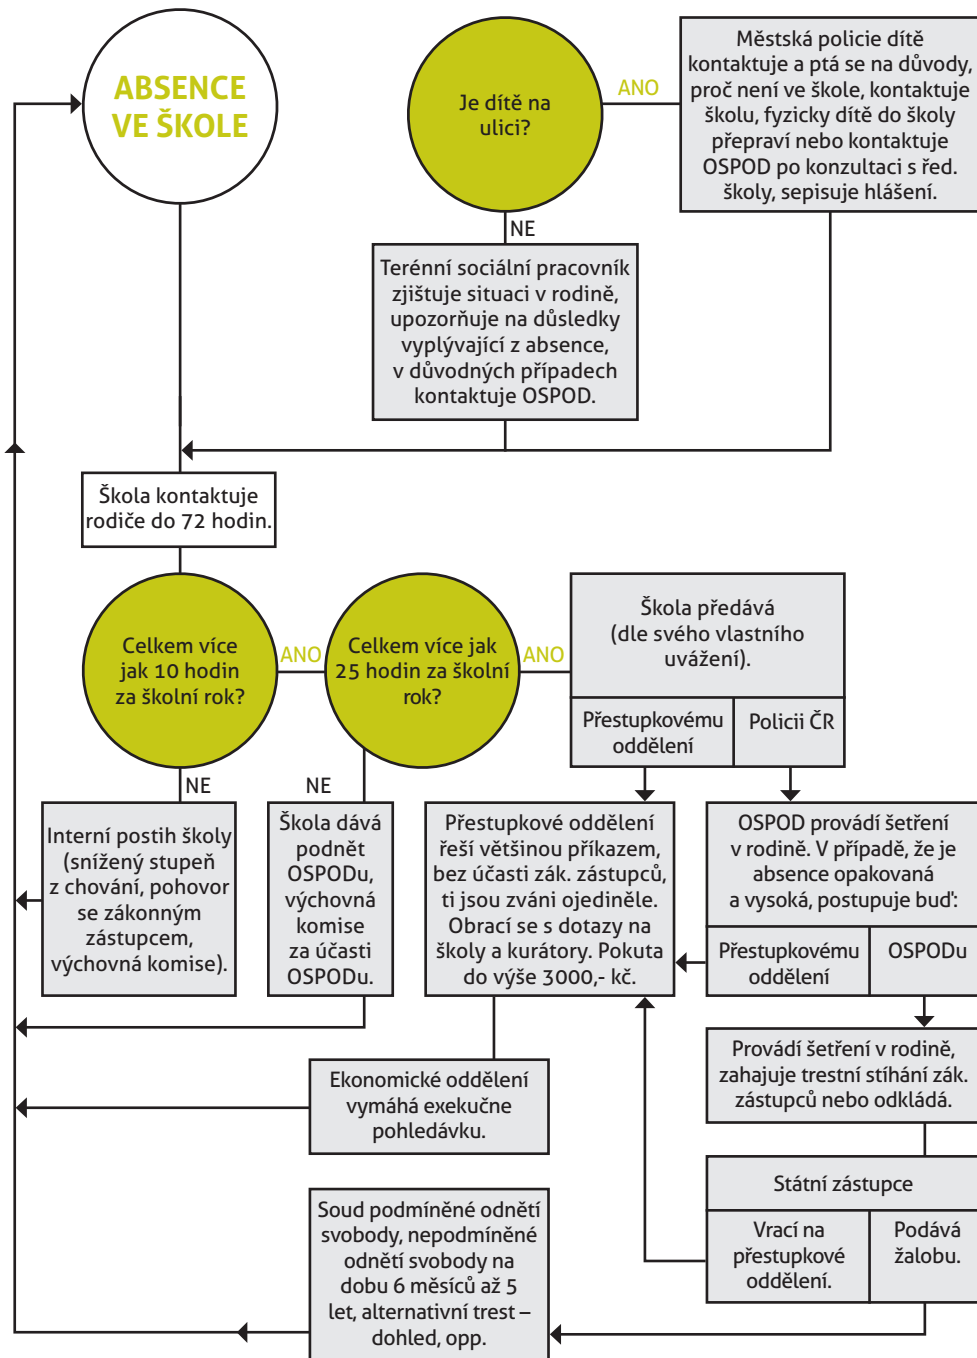 ABSENCE
VE ŠKOLE
Je dítě na
ulici?
ANO
Městská policie dítě
kontaktuje a ptá se na důvody,
proč není ve škole, kontaktuje
školu, fyzicky dítě do školy
přepraví nebo kontaktuje
OSPOD po konzultaci s řed.
školy, sepisuje hlášení.
NE
Terénní sociální pracovník
zjištuje situaci v rodině,
upozorňuje na důsledky
vyplývající z absence,
v důvodných případech
kontaktuje OSPOD.
Škola kontaktuje
rodiče do 72 hodin.
Celkem více
jak 10 hodin
za školní rok?
ANO
Celkem více jak
25 hodin za školní
rok?
ANO
Škola předává
(dle svého vlastního
uvážení).
Přestupkovému
oddělení
Policii ČR
NE
Interní postih školy
(snížený stupeň
z chování, pohovor
se zákonným
zástupcem,
výchovná komise).
NE
Škola dává
podnět
OSPODu,
výchovná
komise
za účasti
OSPODu.
Přestupkové oddělení
řeší většinou příkazem,
bez účasti zák. zástupců,
ti jsou zváni ojediněle.
Obrací se s dotazy na
školy a kurátory. Pokuta
do výše 3000,- kč.
OSPOD provádí šetření
v rodině. V případě, že je
absence opakovaná
a vysoká, postupuje buď:
Přestupkovému
oddělení
OSPODu
Ekonomické oddělení
vymáhá exekučne
pohledávku.
Provádí šetření v rodině,
zahajuje trestní stíhání zák.
zástupců nebo odkládá.
Státní zástupce
Vrací na
přestupkové
oddělení.
Podává
žalobu.
Soud podmíněné odnětí
svobody, nepodmíněné
odnětí svobody na
dobu 6 měsíců až 5
let, alternativní trest –
dohled, opp.